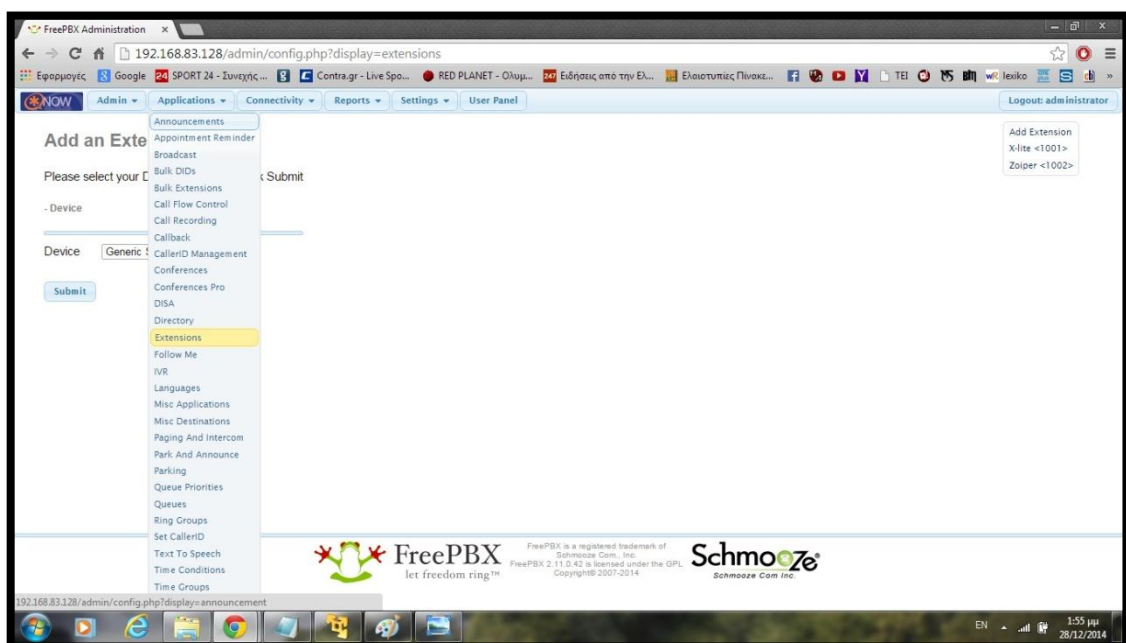 FreePBX Administration
192.168.83.128/admin/config.php?display=extensions
Εφαρμογές Google SPORT 24 - Συνεχής ... Contra.gr - Live Spo... RED PLANET - Ολυμ... Ειδήσεις από την Ελ... Ελαιοτυπίες Πίνακε... TEI lexiko
NOW Admin Applications Connectivity Reports Settings User Panel Logout: administrator
Add an Exte
Please select your D
k Submit
- Device
Device Generic S
Submit
Announcements
Appointment Reminder
Broadcast
Bulk DIDs
Bulk Extensions
Call Flow Control
Call Recording
Callback
CallerID Management
Conferences
Conferences Pro
DISA
Directory
Extensions
Follow Me
IVR
Languages
Misc Applications
Misc Destinations
Paging And Intercom
Park And Announce
Parking
Queue Priorities
Queues
Ring Groups
Set CallerID
Text To Speech
Time Conditions
Time Groups
Add Extension
X-lite <1001>
Zoiper <1002>
FreePBX
let freedom ring™
FreePBX is a registered trademark of
Schmooze Com., Inc.
FreePBX 2.11.0.42 is licensed under the GPL
Copyright© 2007-2014
Schmooze®
Schmooze Com Inc.
192.168.83.128/admin/config.php?display=announcement
EN 1:55 μμ
28/12/2014